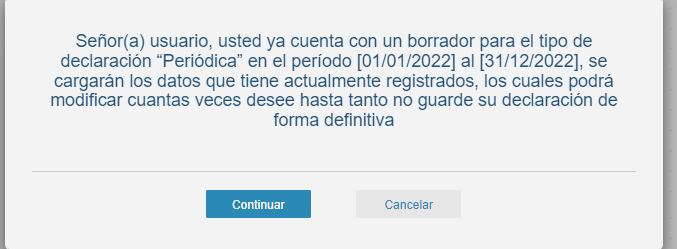 Señor(a) usuario, usted ya cuenta con un borrador para el tipo de
declaración “Periódica” en el período [01/01/2022] al [31/12/2022], se
cargarán los datos que tiene actualmente registrados, los cuales podrá
modificar cuantas veces desee hasta tanto no guarde su declaración de
forma definitiva
Continuar
Cancelar